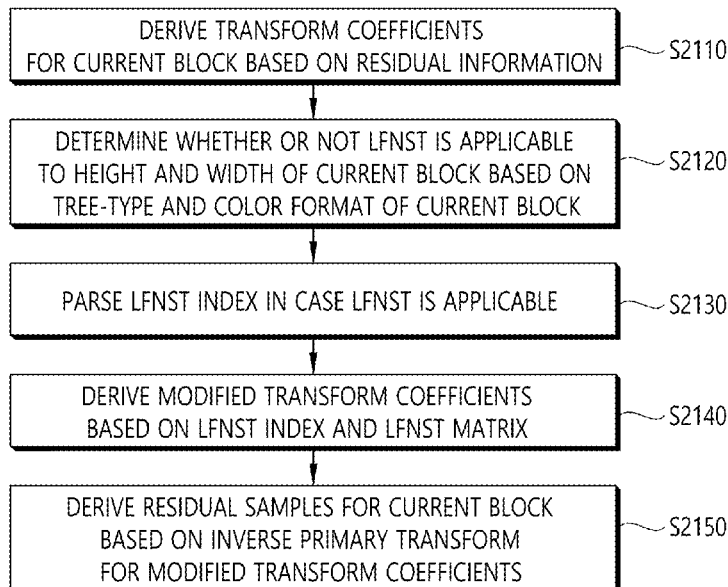 DERIVE TRANSFORM COEFFICIENTS
FOR CURRENT BLOCK BASED ON RESIDUAL INFORMATION
S2110
DETERMINE WHETHER OR NOT LFNST IS APPLICABLE
TO HEIGHT AND WIDTH OF CURRENT BLOCK BASED ON
TREE-TYPE AND COLOR FORMAT OF CURRENT BLOCK
S2120
PARSE LFNST INDEX IN CASE LFNST IS APPLICABLE
S2130
DERIVE MODIFIED TRANSFORM COEFFICIENTS
BASED ON LFNST INDEX AND LFNST MATRIX
S2140
DERIVE RESIDUAL SAMPLES FOR CURRENT BLOCK
BASED ON INVERSE PRIMARY TRANSFORM
FOR MODIFIED TRANSFORM COEFFICIENTS
S2150